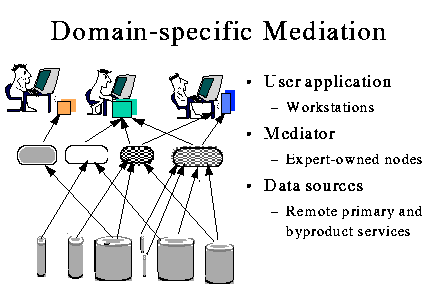 Domain-specific Mediation
• User application
– Workstations
• Mediator
– Expert-owned nodes
• Data sources
– Remote primary and
byproduct services